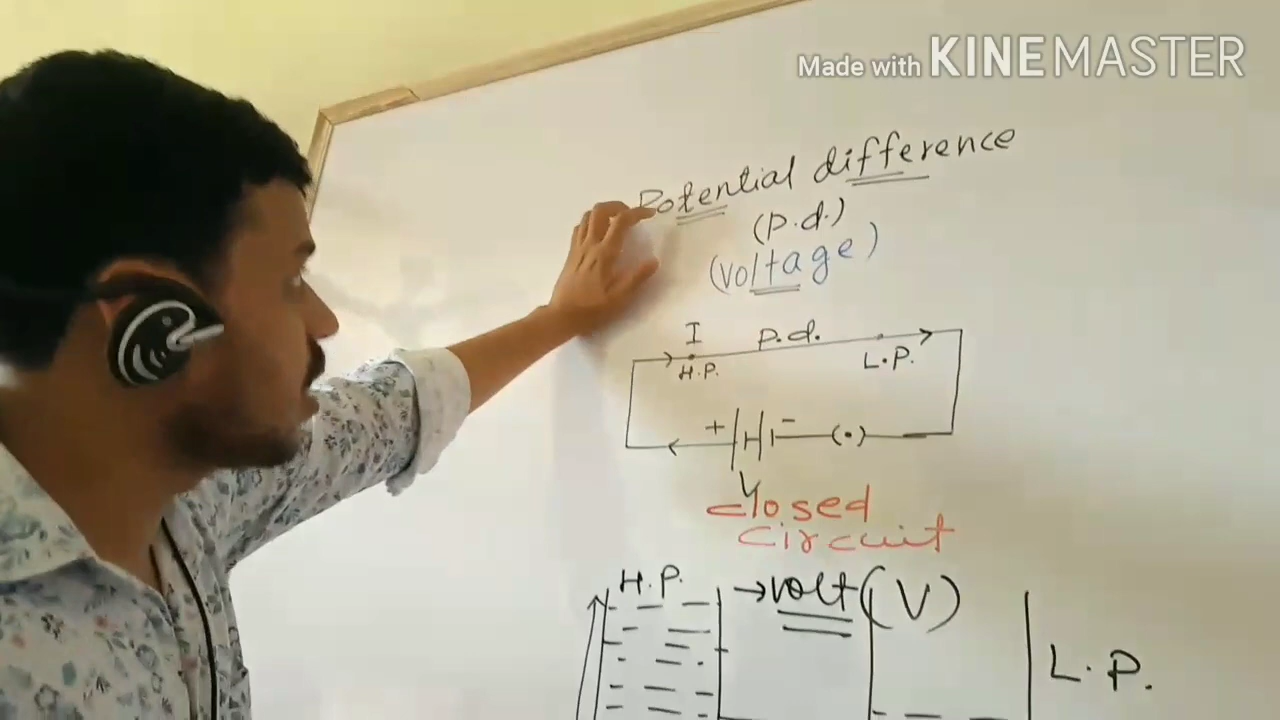 Made with KINEMASTER
Potential difference
(p.d.)
(voltage)
I p.d.
H.P. L.P.
+ -
V
closed
circuit
H.P. →volt (V)
L.P.